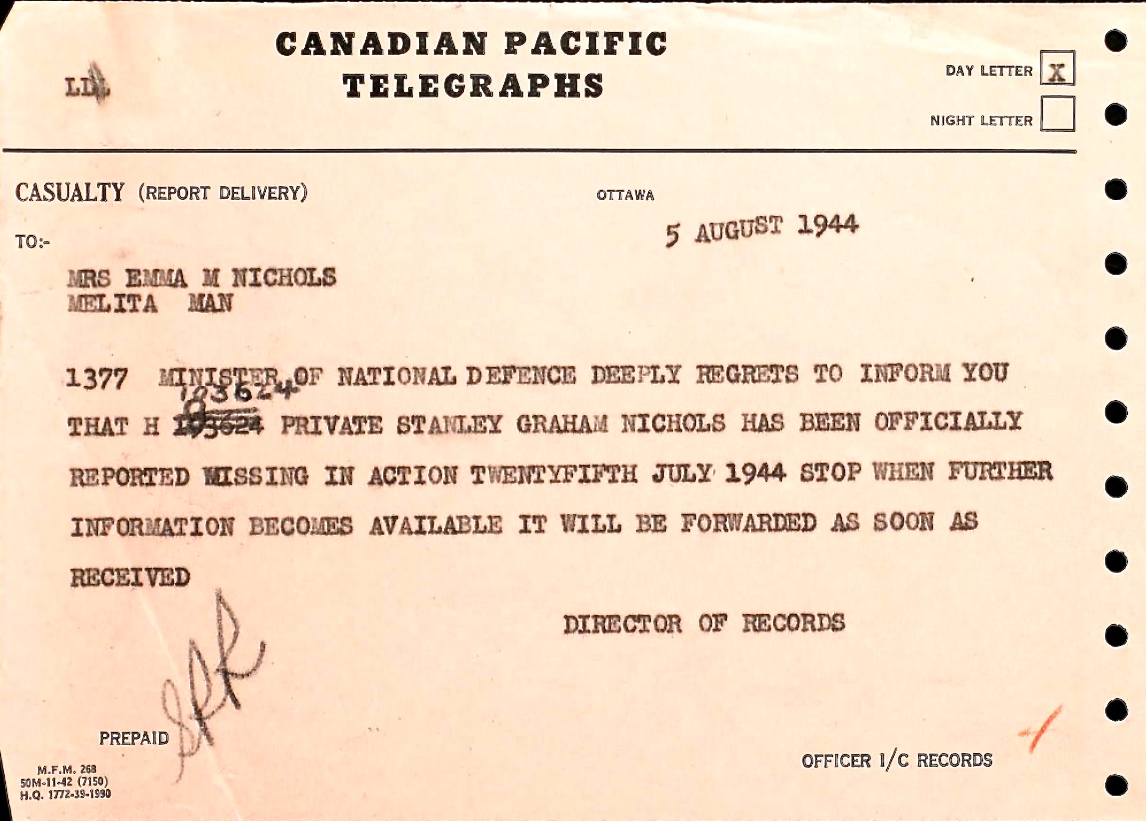 CANADIAN PACIFIC
TELEGRAPHS
DAY LETTER X
NIGHT LETTER
CASUALTY (REPORT DELIVERY)
OTTAWA
5 AUGUST 1944
TO:-
MRS EMMA M NICHOLS
MELITA MAN
1377 MINISTER OF NATIONAL DEFENCE DEEPLY REGRETS TO INFORM YOU
103624
THAT H PRIVATE STANLEY GRAHAM NICHOLS HAS BEEN OFFICIALLY
REPORTED MISSING IN ACTION TWENTYFIFTH JULY 1944 STOP WHEN FURTHER
INFORMATION BECOMES AVAILABLE IT WILL BE FORWARDED AS SOON AS
RECEIVED
DIRECTOR OF RECORDS
PREPAID
OFFICER I/C RECORDS
M.F.M. 268
50M-11-42 (7150)
H.Q. 1772-39-1990